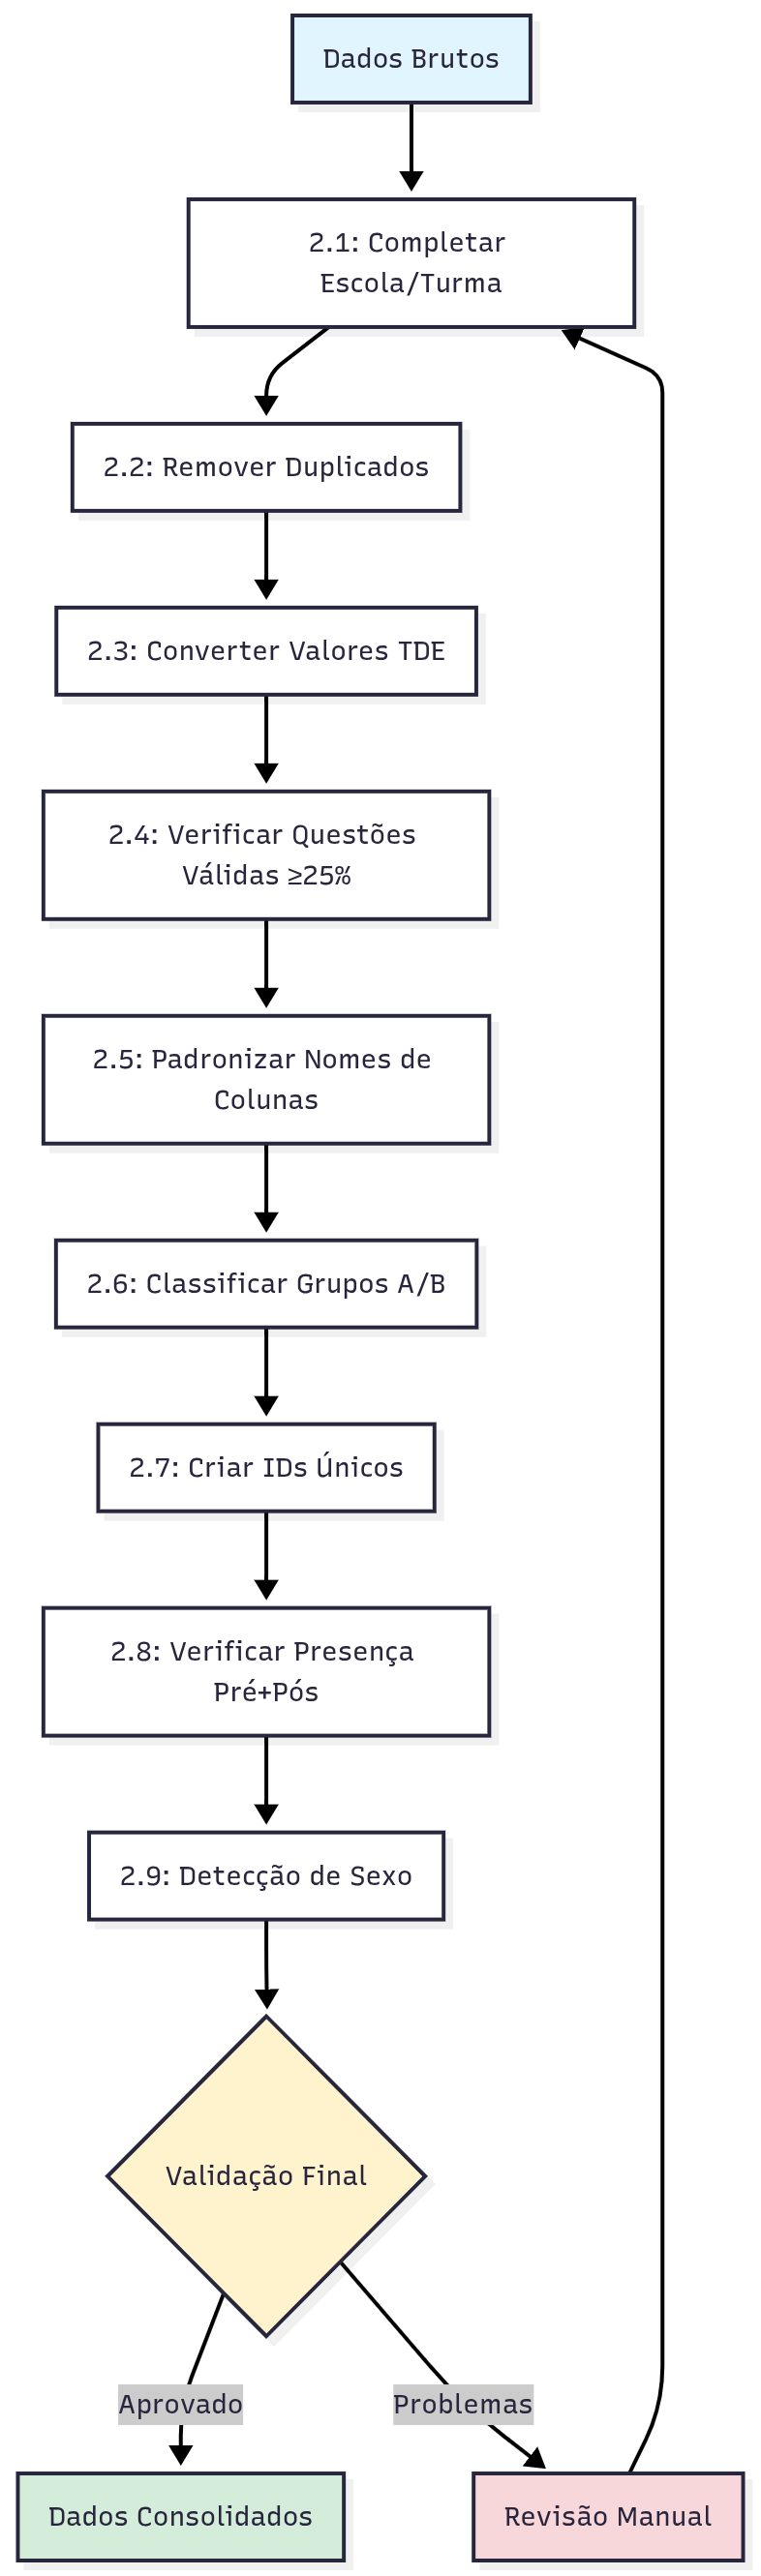 Dados Brutos
2.1: Completar
Escola/Turma
2.2: Remover Duplicados
2.3: Converter Valores TDE
2.4: Verificar Questões
Válidas ≥25%
2.5: Padronizar Nomes de
Colunas
2.6: Classificar Grupos A/B
2.7: Criar IDs Únicos
2.8: Verificar Presença
Pré+Pós
2.9: Detecção de Sexo
Validação Final
Aprovado
Problemas
Dados Consolidados
Revisão Manual